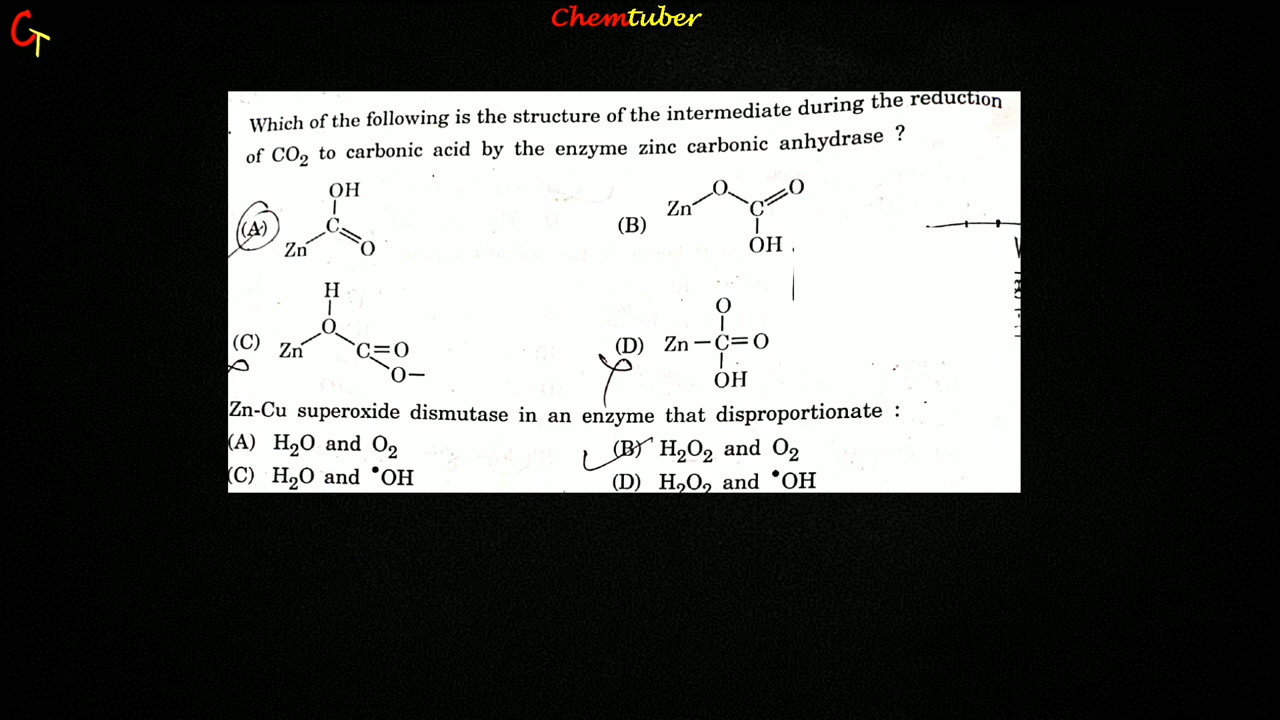 CT
Chemtuber
Which of the following is the structure of the intermediate during the reduction
of CO2 to carbonic acid by the enzyme zinc carbonic anhydrase ?
(A) OH Zn C O
(B) Zn O C O OH
(C) H O Zn C=O O−
(D) O Zn−C=O OH
Zn-Cu superoxide dismutase in an enzyme that disproportionate :
(A) H2O and O2
(B) H2O2 and O2
(C) H2O and •OH
(D) H2O2 and •OH